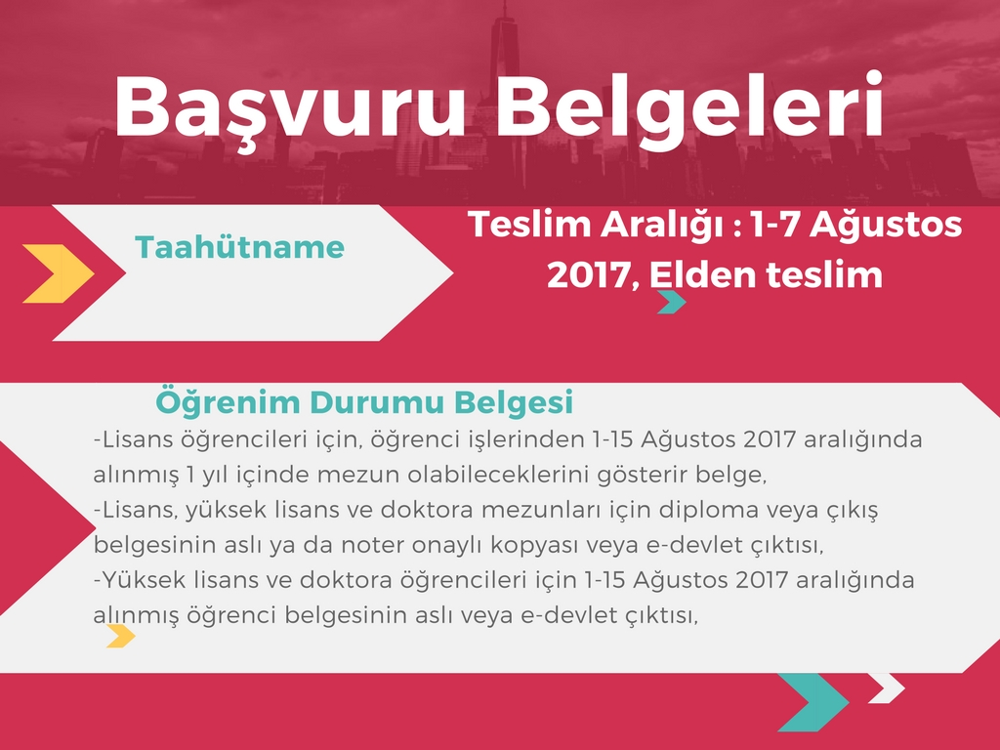 Başvuru Belgeleri
Taahütname
Teslim Aralığı : 1-7 Ağustos
2017, Elden teslim
Öğrenim Durumu Belgesi
-Lisans öğrencileri için, öğrenci işlerinden 1-15 Ağustos 2017 aralığında
alınmış 1 yıl içinde mezun olabileceklerini gösterir belge,
-Lisans, yüksek lisans ve doktora mezunları için diploma veya çıkış
belgesinin aslı ya da noter onaylı kopyası veya e-devlet çıktısı,
-Yüksek lisans ve doktora öğrencileri için 1-15 Ağustos 2017 aralığında
alınmış öğrenci belgesinin aslı veya e-devlet çıktısı,